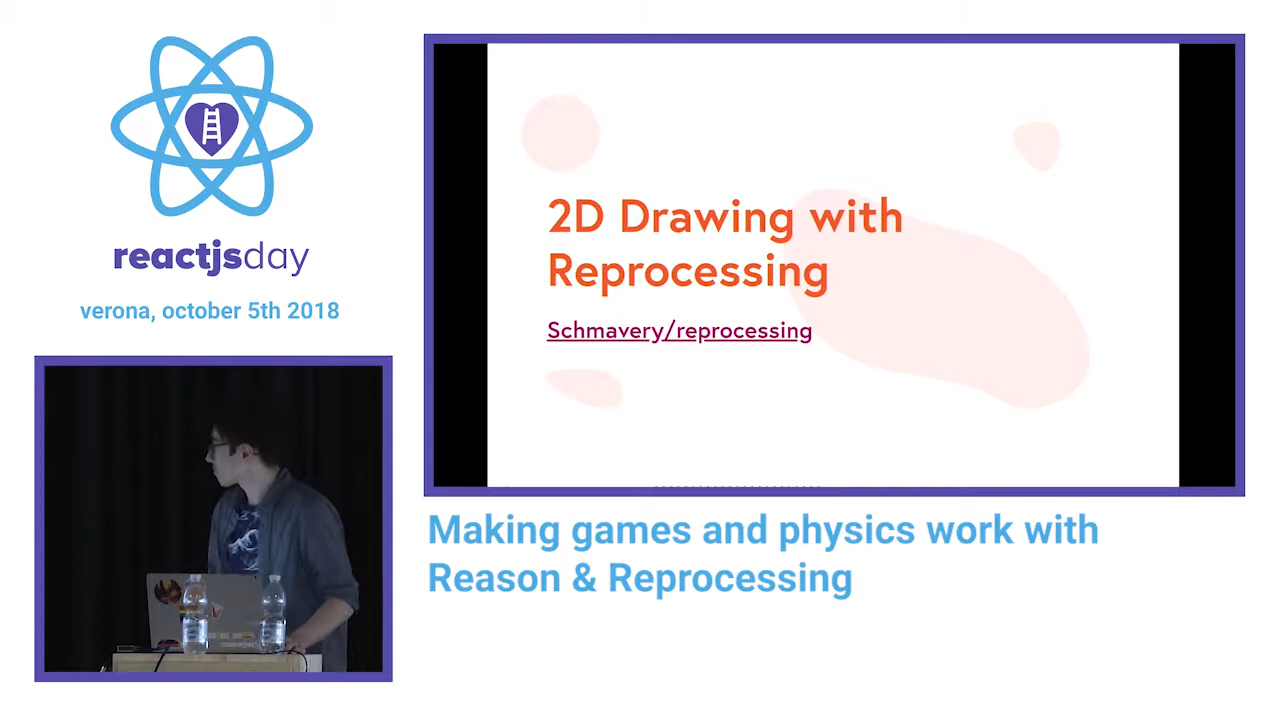 reactjsday
verona, october 5th 2018
2D Drawing with
Reprocessing
Schmavery/reprocessing
Making games and physics work with
Reason & Reprocessing